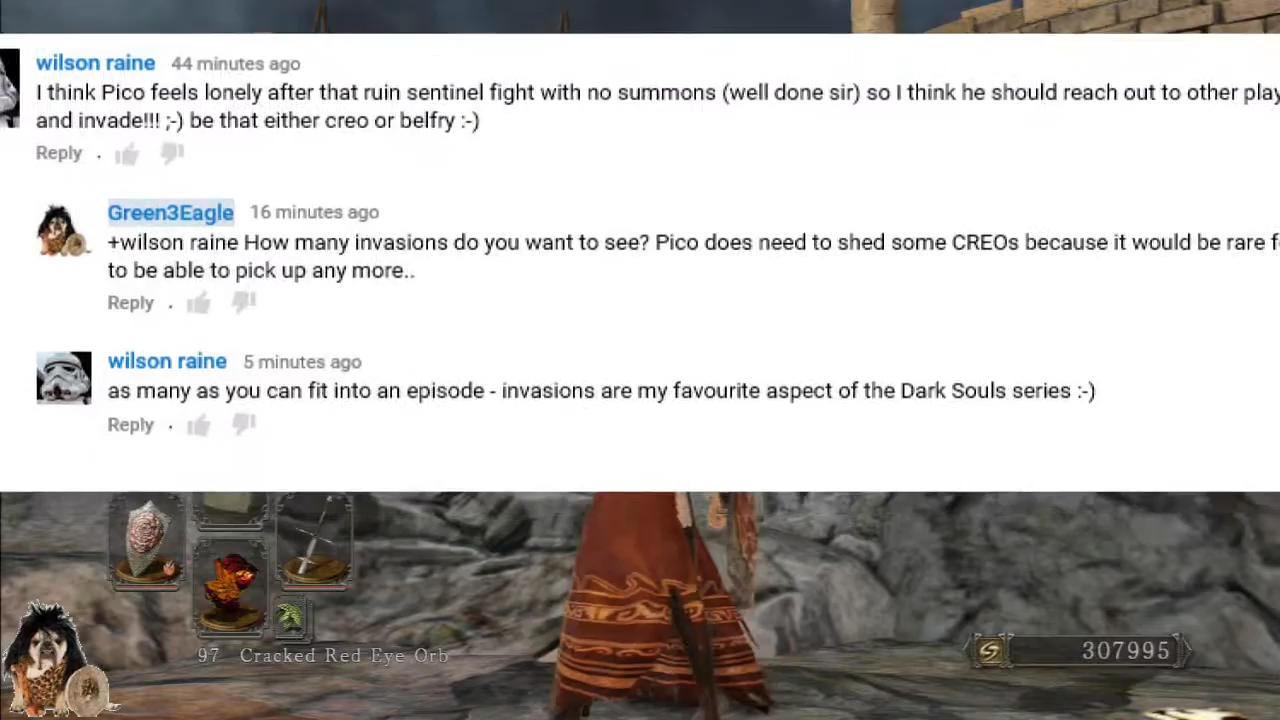 wilson raine 44 minutes ago
I think Pico feels lonely after that ruin sentinel fight with no summons (well done sir) so I think he should reach out to other play
and invade!!! ;-) be that either creo or belfry :-)
Reply .
Green3Eagle 16 minutes ago
+wilson raine How many invasions do you want to see? Pico does need to shed some CREOs because it would be rare f
to be able to pick up any more..
Reply .
wilson raine 5 minutes ago
as many as you can fit into an episode - invasions are my favourite aspect of the Dark Souls series :-)
Reply .
97 Cracked Red Eye Orb
307995